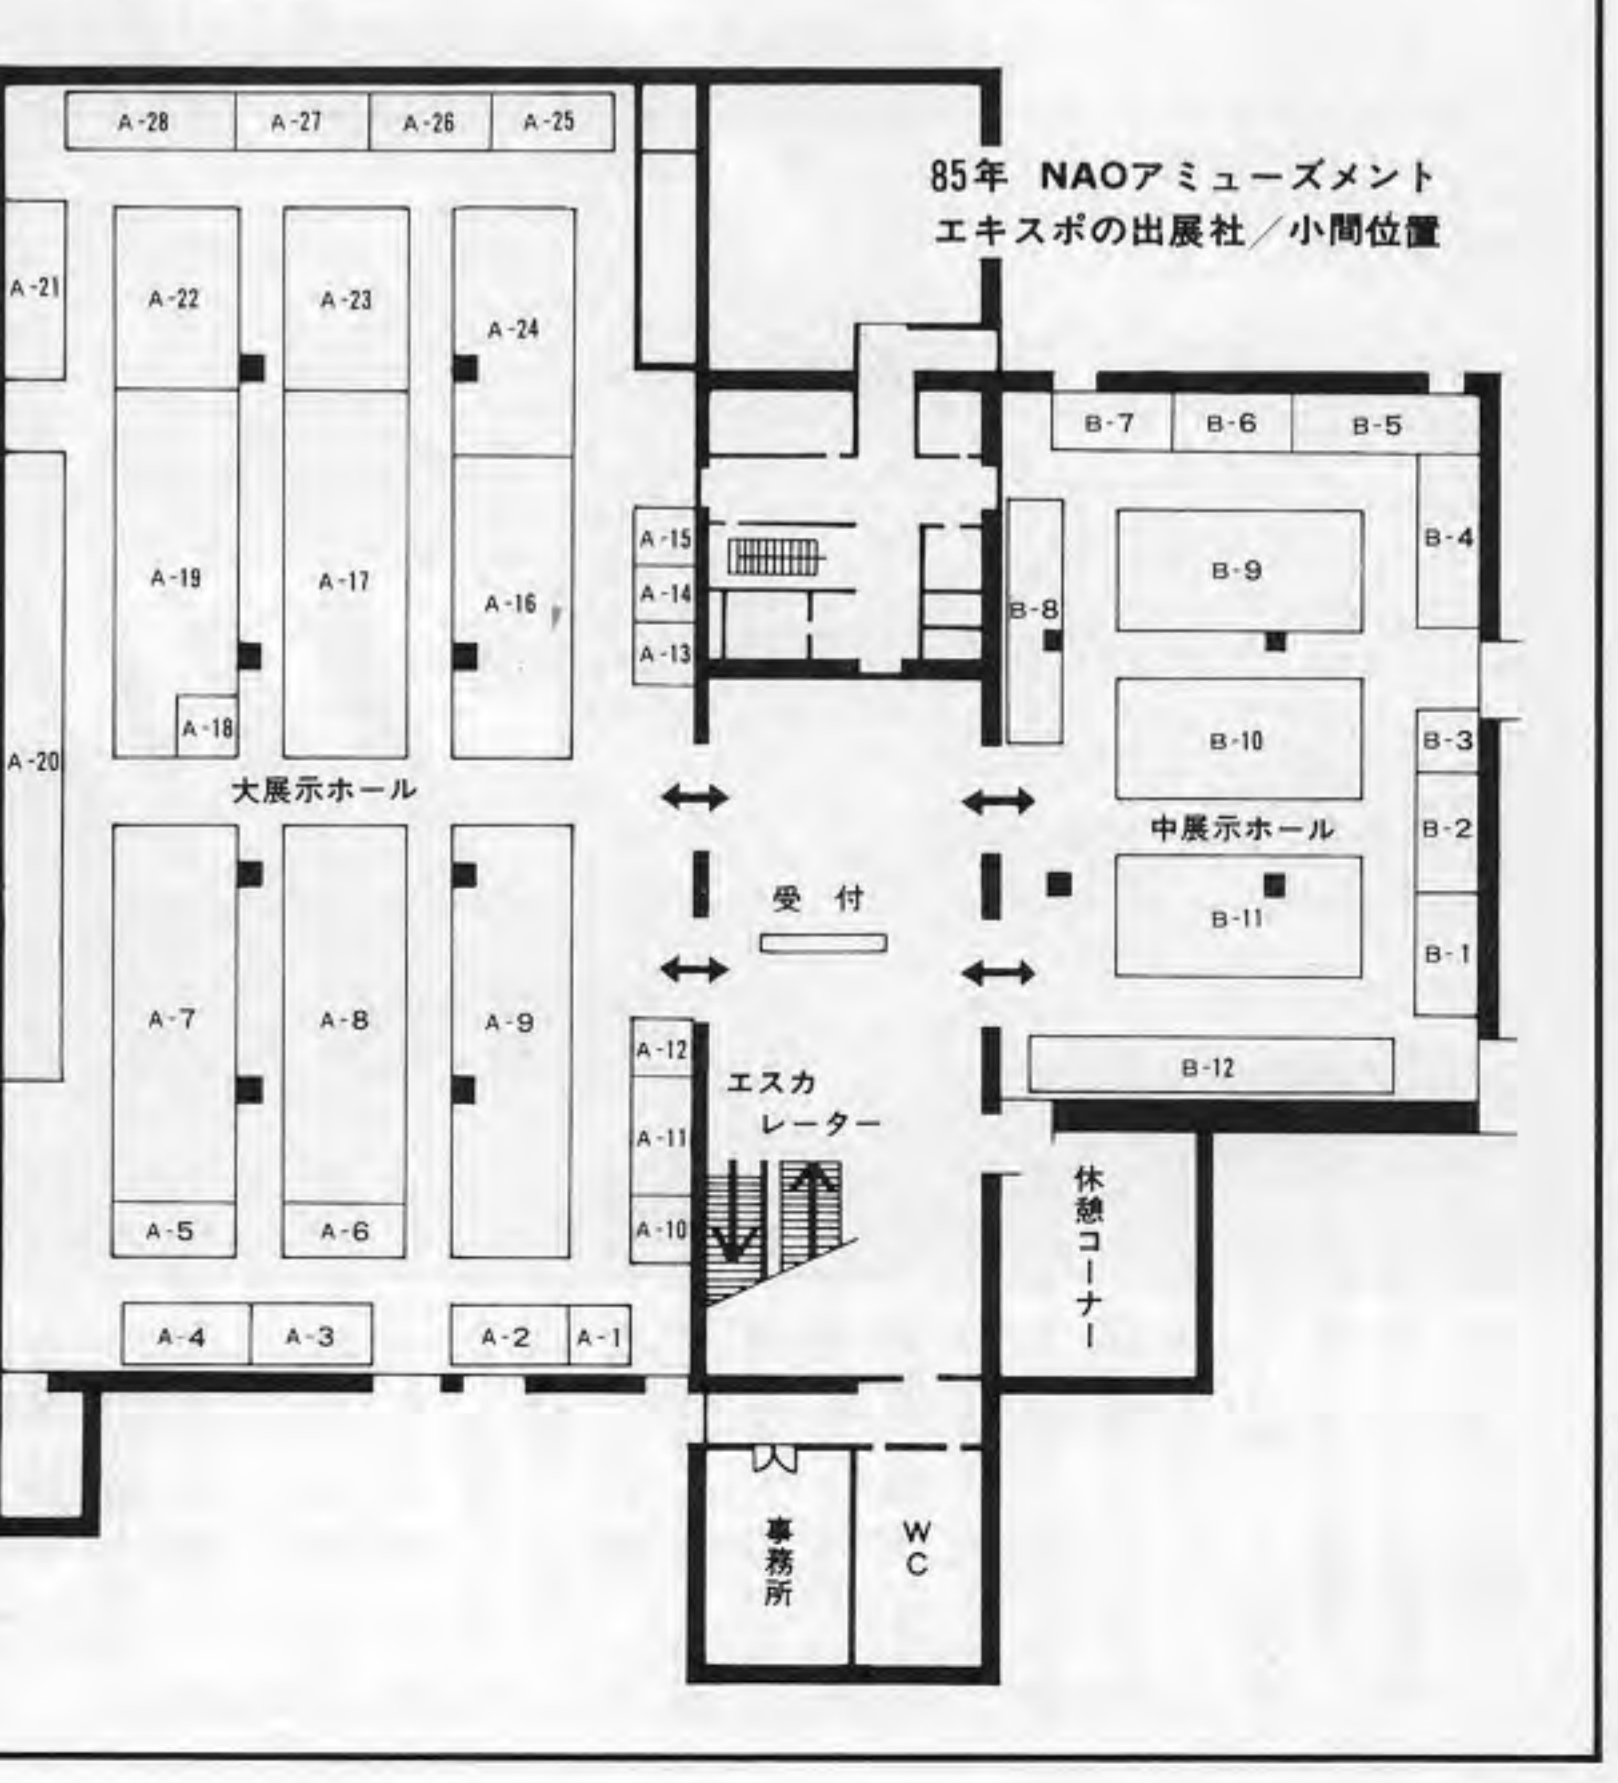 85年 NAOアミューズメント
エキスポの出展社／小間位置
A-28 A-27 A-26 A-25
A-21 A-22 A-23 A-24
B-7 B-6 B-5
B-4
A-15
A-14
A-13
A-19 A-17 A-16
A-18
A-20
B-8
B-9
B-10
B-3
B-2
B-1
大展示ホール
中展示ホール
受付
B-11
A-7 A-8 A-9
A-12
A-11
A-10
エスカ
レーター
B-12
A-5 A-6
休憩コーナー
A-4 A-3 A-2 A-1
事務所
WC